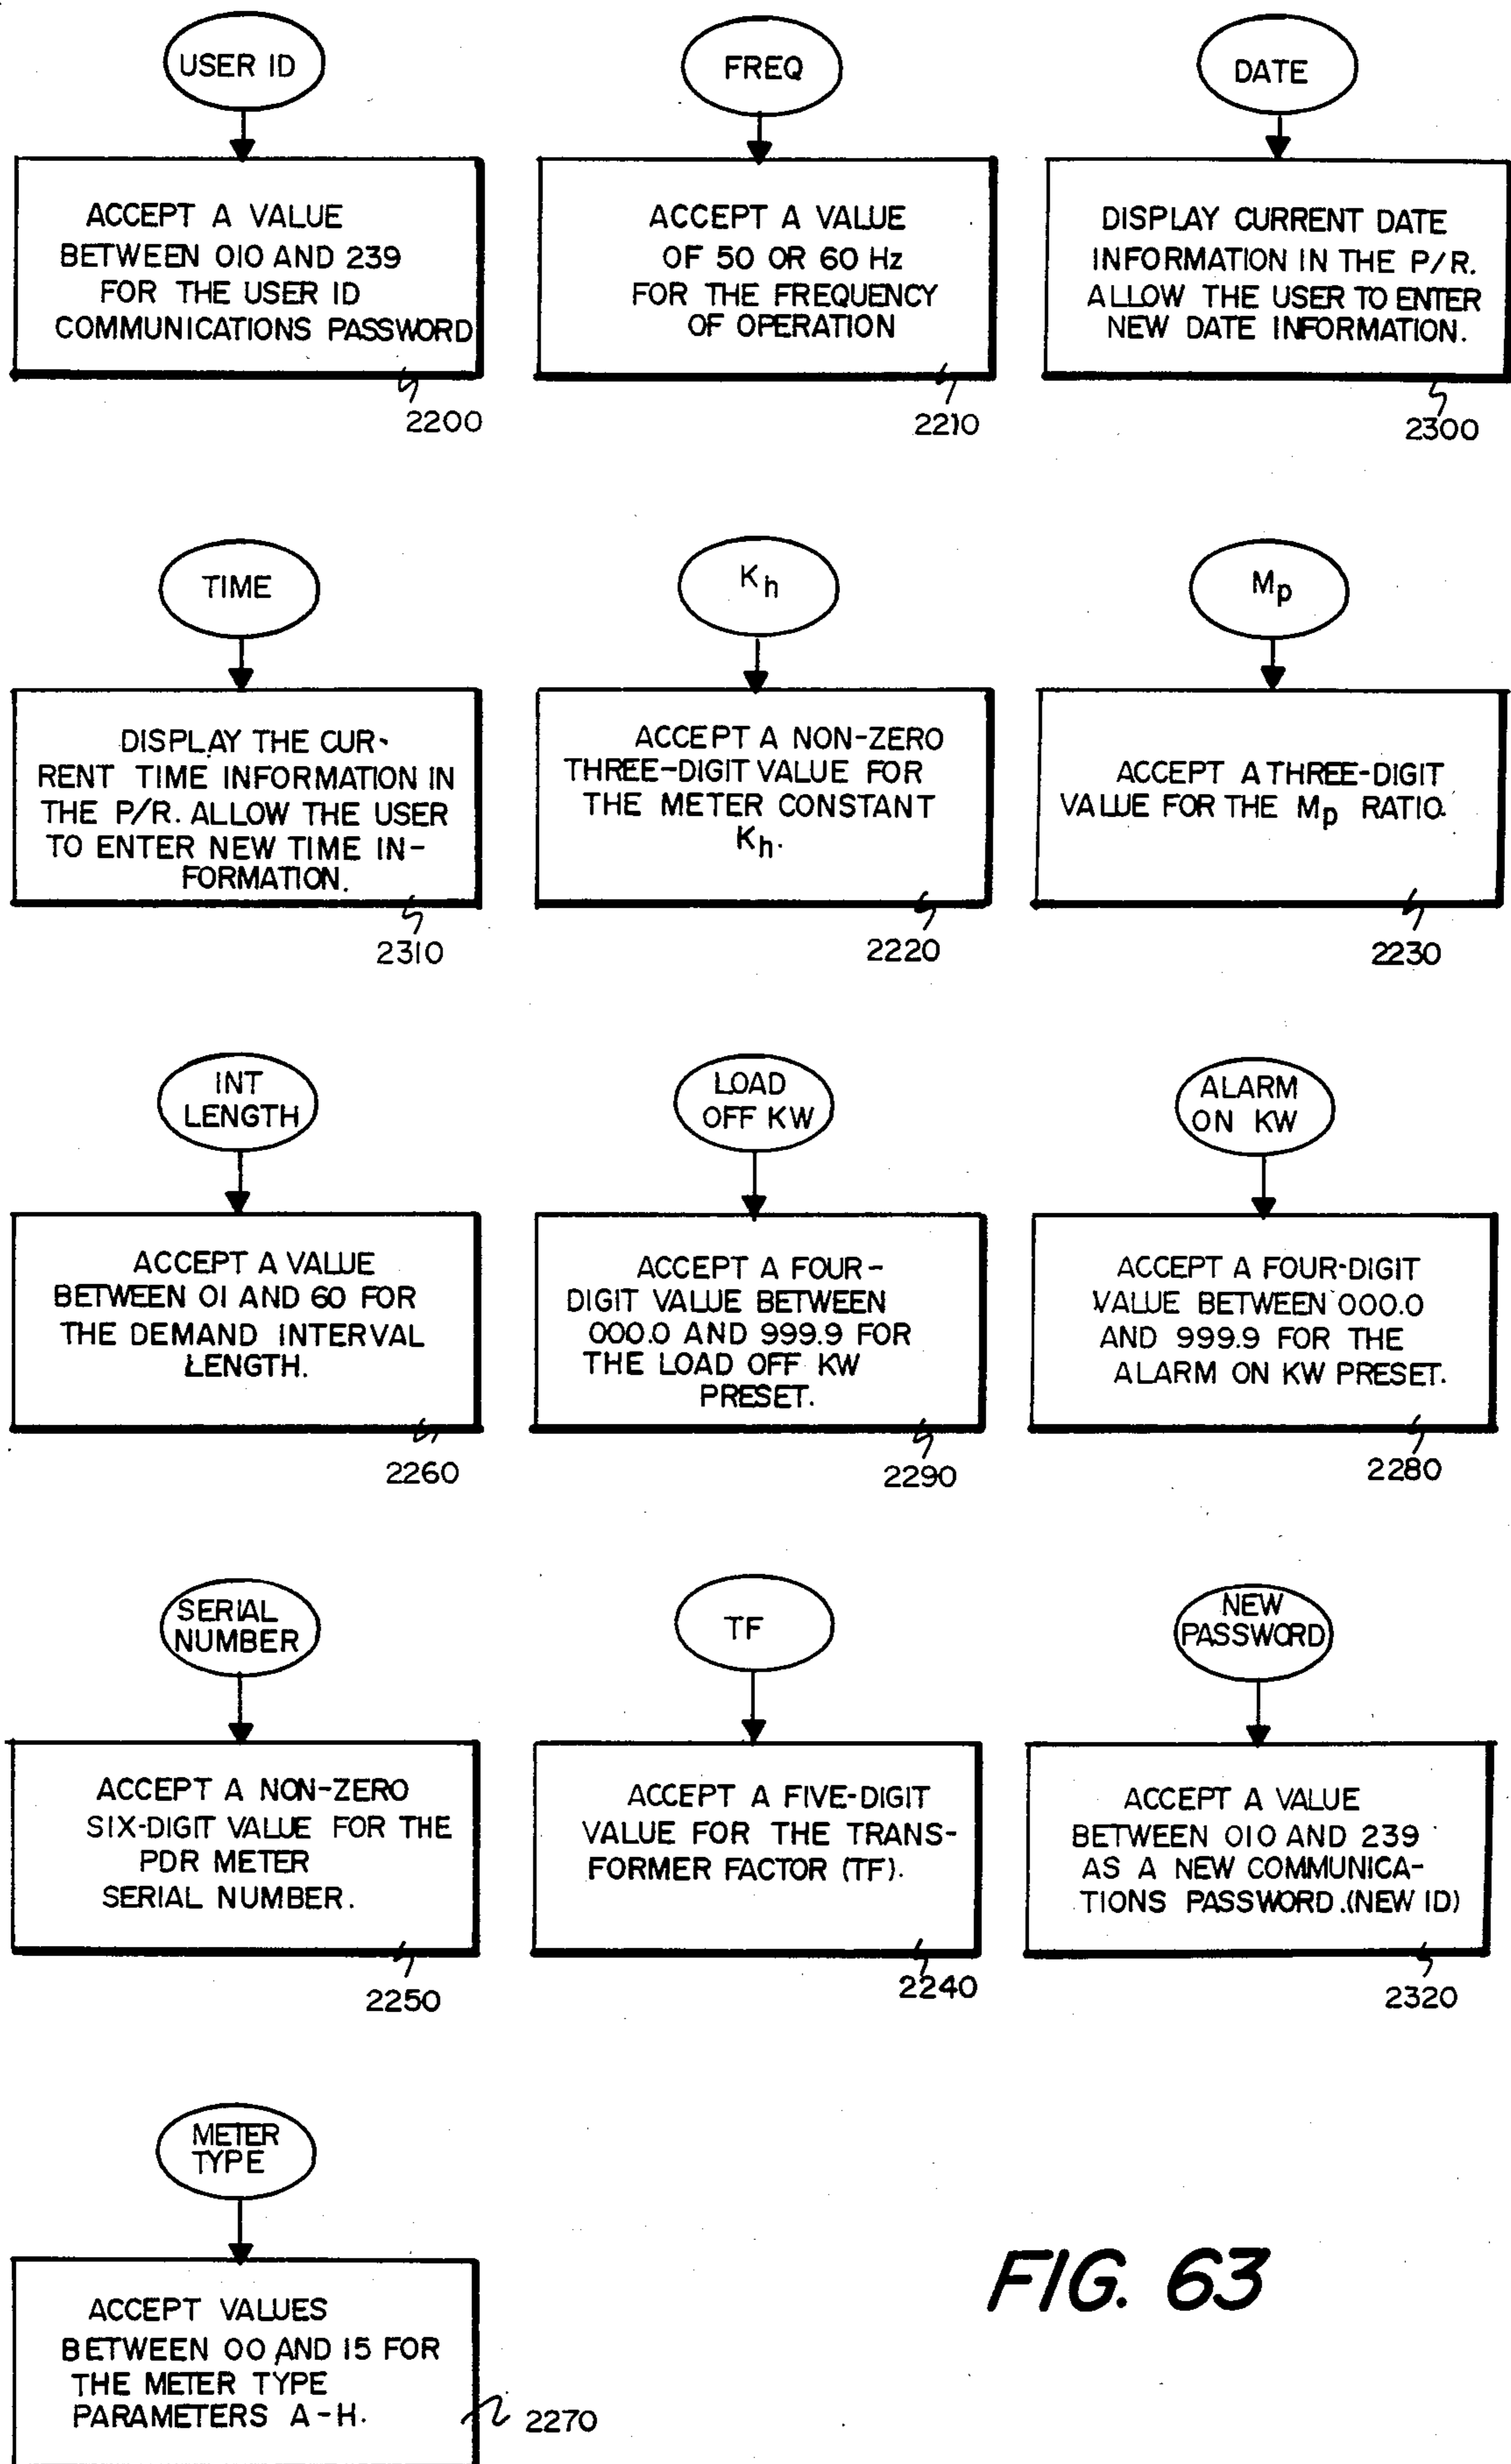 USER ID
ACCEPT A VALUE
BETWEEN 010 AND 239
FOR THE USER ID
COMMUNICATIONS PASSWORD
2200
FREQ
ACCEPT A VALUE
OF 50 OR 60 Hz
FOR THE FREQUENCY
OF OPERATION
2210
DATE
DISPLAY CURRENT DATE
INFORMATION IN THE P/R.
ALLOW THE USER TO ENTER
NEW DATE INFORMATION.
2300
TIME
DISPLAY THE CUR-
RENT TIME INFORMATION IN
THE P/R. ALLOW THE USER
TO ENTER NEW TIME IN-
FORMATION.
2310
Kh
ACCEPT A NON-ZERO
THREE-DIGIT VALUE FOR
THE METER CONSTANT
Kh.
2220
Mp
ACCEPT A THREE-DIGIT
VALUE FOR THE Mp RATIO.
2230
INT
LENGTH
ACCEPT A VALUE
BETWEEN 01 AND 60 FOR
THE DEMAND INTERVAL
LENGTH.
2260
LOAD
OFF KW
ACCEPT A FOUR-
DIGIT VALUE BETWEEN
000.0 AND 999.9 FOR
THE LOAD OFF KW
PRESET.
2290
ALARM
ON KW
ACCEPT A FOUR-DIGIT
VALUE BETWEEN 000.0
AND 999.9 FOR THE
ALARM ON KW PRESET.
2280
SERIAL
NUMBER
ACCEPT A NON-ZERO
SIX-DIGIT VALUE FOR THE
PDR METER
SERIAL NUMBER.
2250
TF
ACCEPT A FIVE-DIGIT
VALUE FOR THE TRANS-
FORMER FACTOR (TF).
2240
NEW
PASSWORD
ACCEPT A VALUE
BETWEEN 010 AND 239
AS A NEW COMMUNICA-
TIONS PASSWORD.(NEW ID)
2320
METER
TYPE
ACCEPT VALUES
BETWEEN 00 AND 15 FOR
THE METER TYPE
PARAMETERS A-H.
2270
FIG. 63